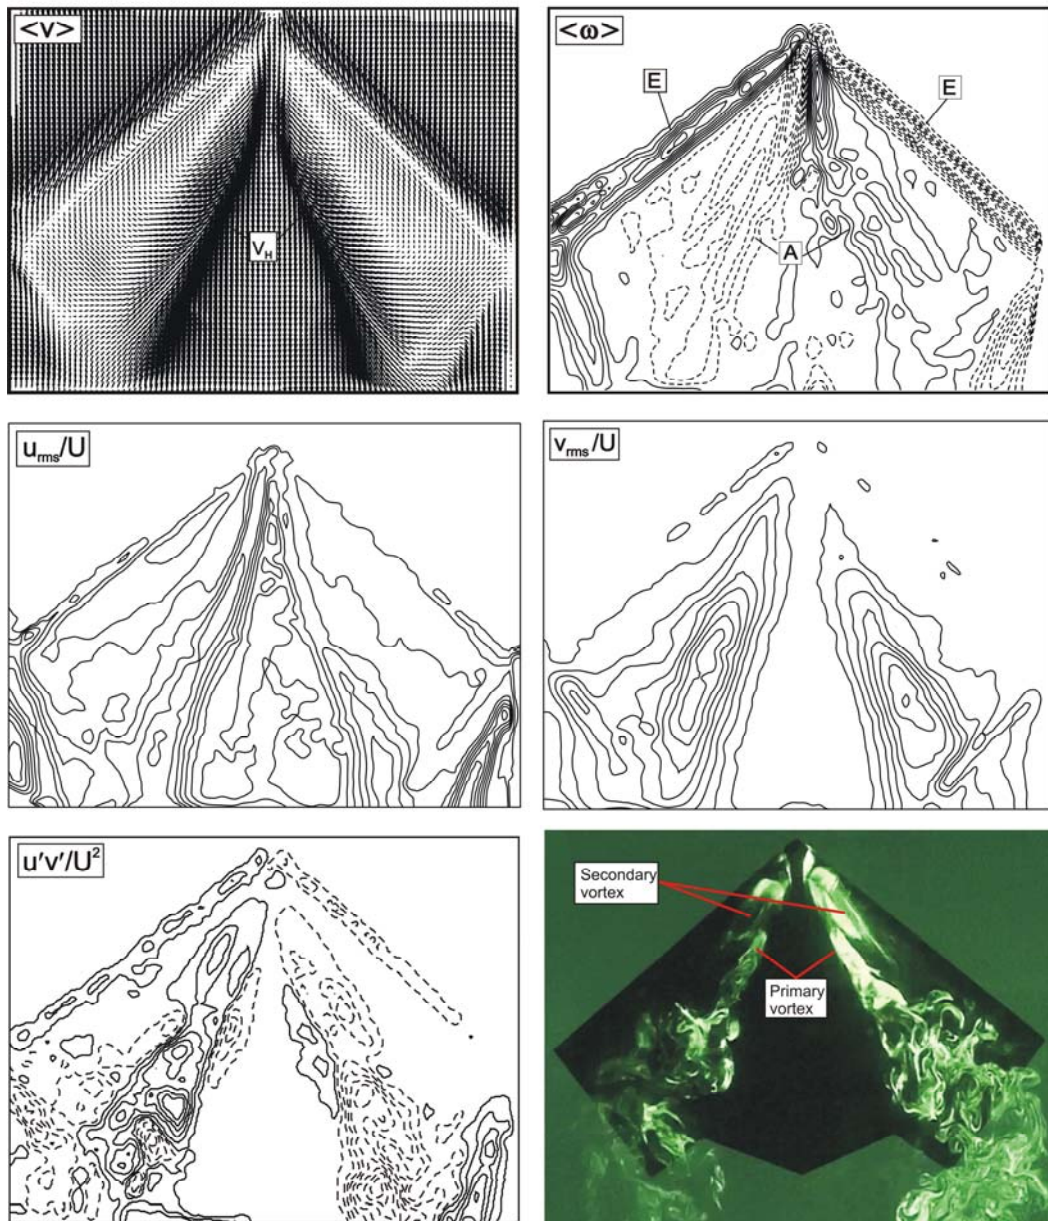 <v>
V_H
<ω>
E
E
A
u_rms/U
v_rms/U
u'v'/U²
Secondary
vortex
Primary
vortex